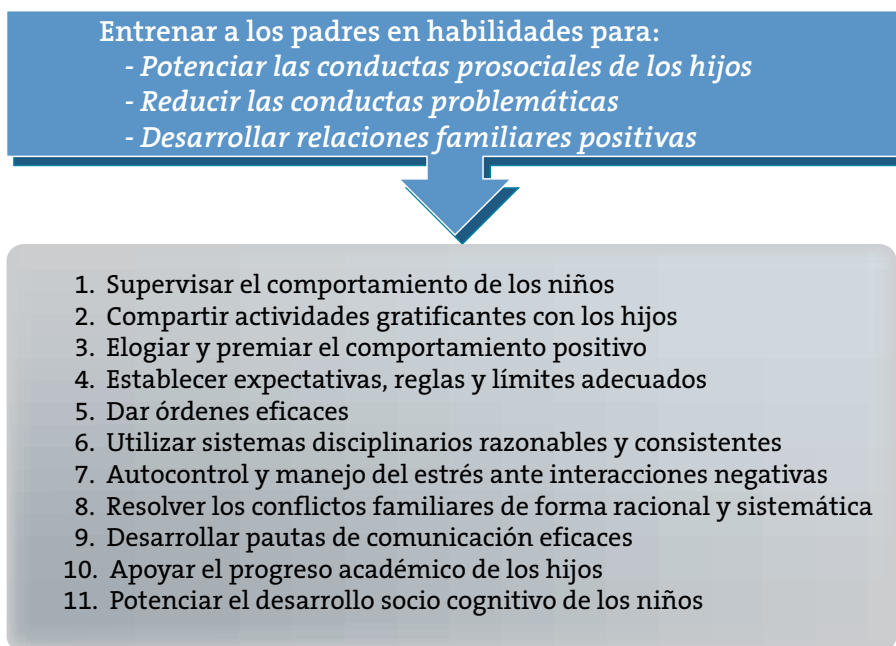 Entrenar a los padres en habilidades para:
- Potenciar las conductas prosociales de los hijos
- Reducir las conductas problemáticas
- Desarrollar relaciones familiares positivas
1. Supervisar el comportamiento de los niños
2. Compartir actividades gratificantes con los hijos
3. Elogiar y premiar el comportamiento positivo
4. Establecer expectativas, reglas y límites adecuados
5. Dar órdenes eficaces
6. Utilizar sistemas disciplinarios razonables y consistentes
7. Autocontrol y manejo del estrés ante interacciones negativas
8. Resolver los conflictos familiares de forma racional y sistemática
9. Desarrollar pautas de comunicación eficaces
10. Apoyar el progreso académico de los hijos
11. Potenciar el desarrollo socio cognitivo de los niños